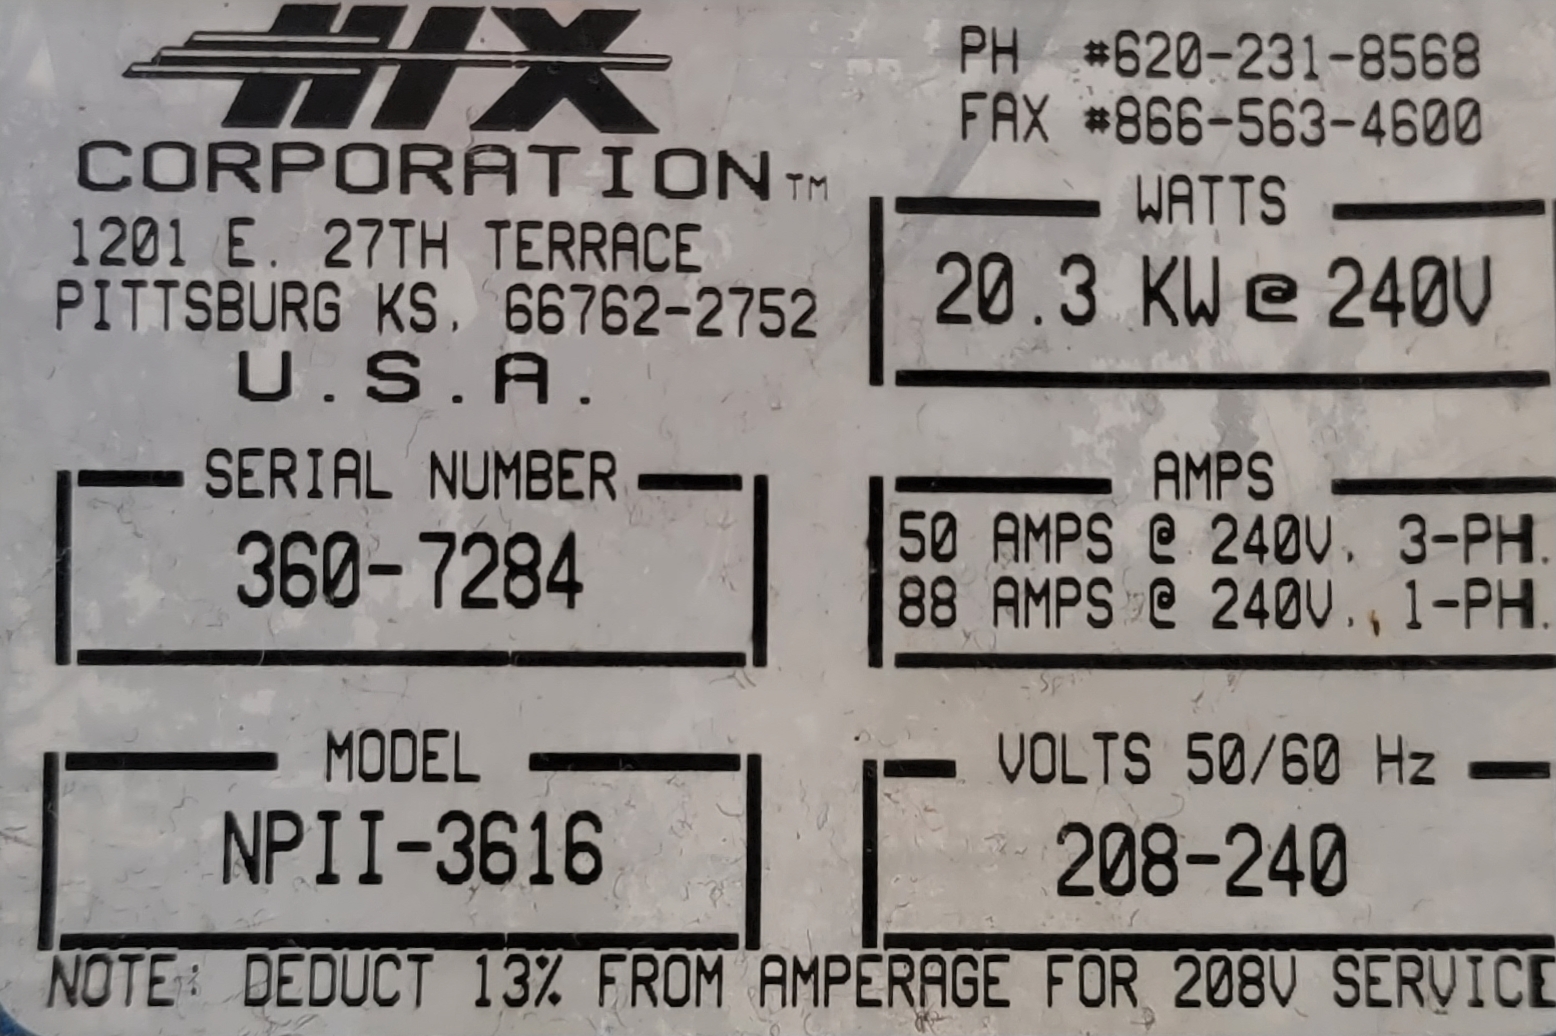 HIX
CORPORATION™
1201 E. 27TH TERRACE
PITTSBURG KS. 66762-2752
U.S.A.
PH #620-231-8568
FAX #866-563-4600
WATTS
20.3 KW @ 240V
SERIAL NUMBER
360-7284
AMPS
50 AMPS @ 240V. 3-PH.
88 AMPS @ 240V. 1-PH.
MODEL
NPII-3616
VOLTS 50/60 Hz
208-240
NOTE: DEDUCT 13% FROM AMPERAGE FOR 208V SERVICE